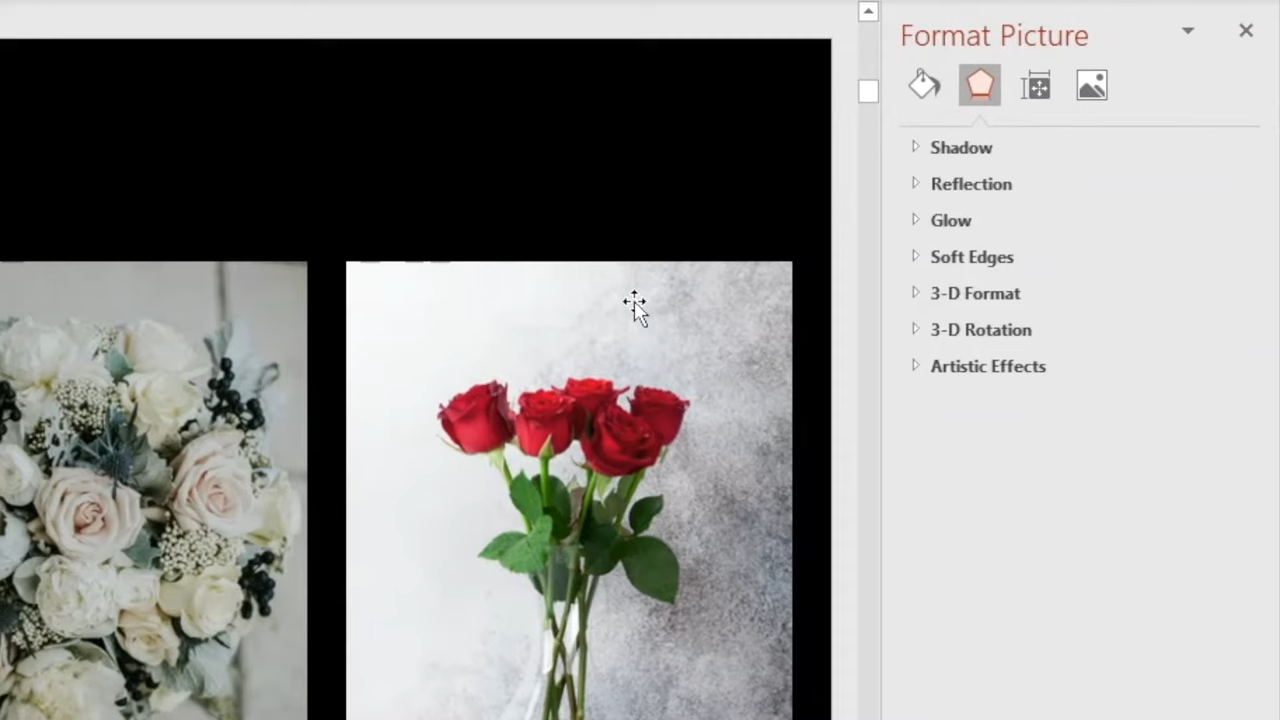 Format Picture
Shadow
Reflection
Glow
Soft Edges
3-D Format
3-D Rotation
Artistic Effects